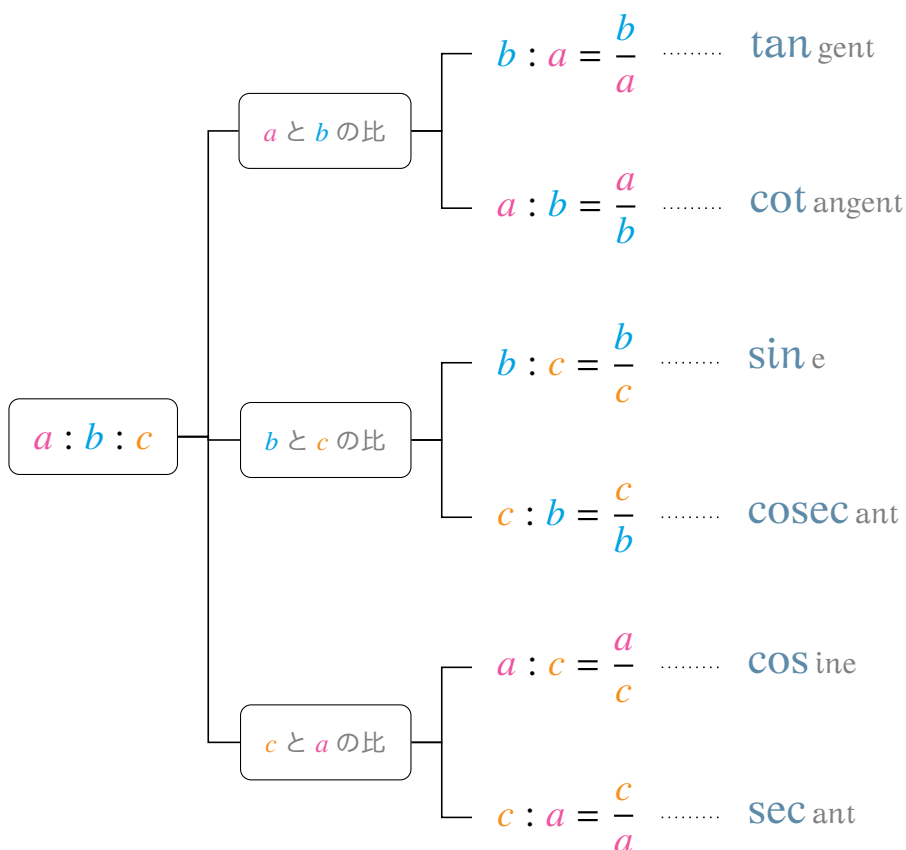 b : a = b/a ········· tangent
a と b の比
a : b = a/b ········· cotangent
b : c = b/c ········· sine
a : b : c
b と c の比
c : b = c/b ········· cosecant
a : c = a/c ········· cosine
c と a の比
c : a = c/a ········· secant